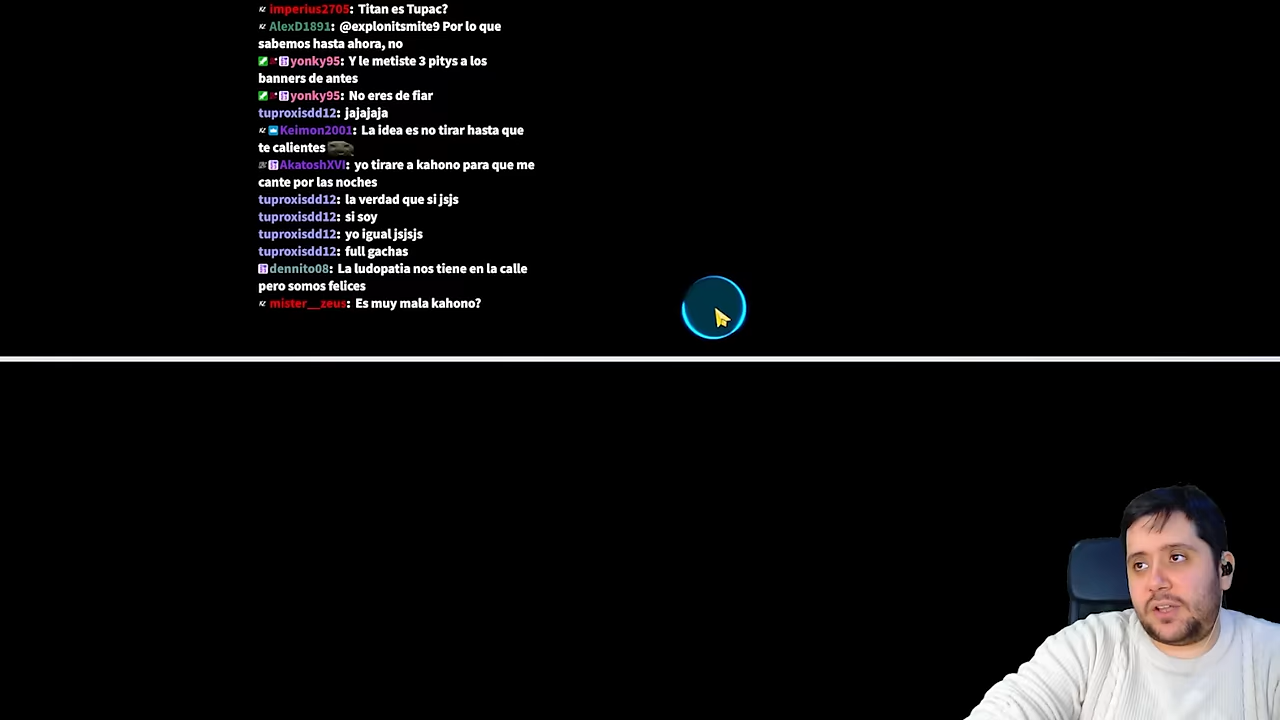 imperius2705: Titan es Tupac?
AlexD1891: @explonitsmite9 Por lo que
sabemos hasta ahora, no
yonky95: Y le metiste 3 pitys a los
banners de antes
yonky95: No eres de fiar
tuproxisdd12: jajajaja
Keimon2001: La idea es no tirar hasta que
te calientes
AkatoshXVI: yo tirare a kahono para que me
cante por las noches
tuproxisdd12: la verdad que si jsjs
tuproxisdd12: si soy
tuproxisdd12: yo igual jsjsjs
tuproxisdd12: full gachas
dennito08: La ludopatia nos tiene en la calle
pero somos felices
mister__zeus: Es muy mala kahono?